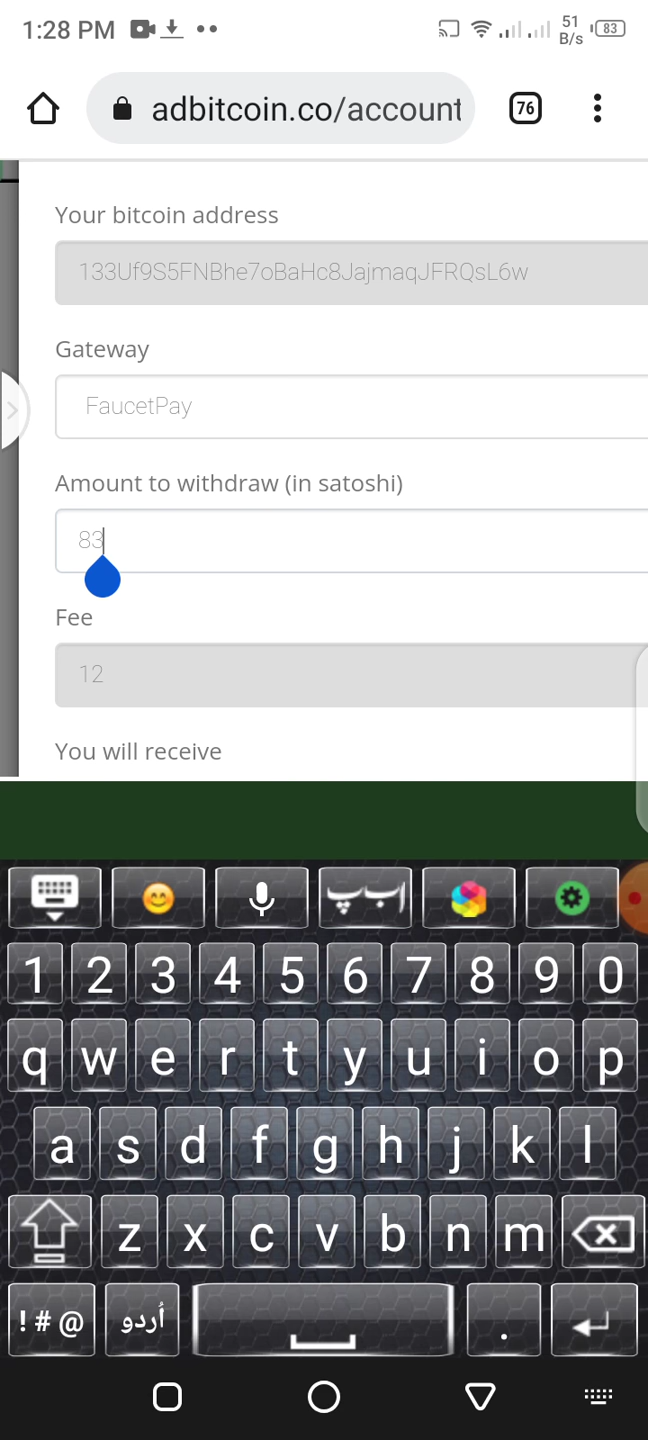 1:28 PM
51
B/s
83
adbitcoin.co/account
76
Your bitcoin address
133Uf9S5FNBhe7oBaHc8JajmaqJFRQsL6w
Gateway
FaucetPay
Amount to withdraw (in satoshi)
83
Fee
12
You will receive
اب پ
1 2 3 4 5 6 7 8 9 0
q w e r t y u i o p
a s d f g h j k l
z x c v b n m
! # @ اُردو .